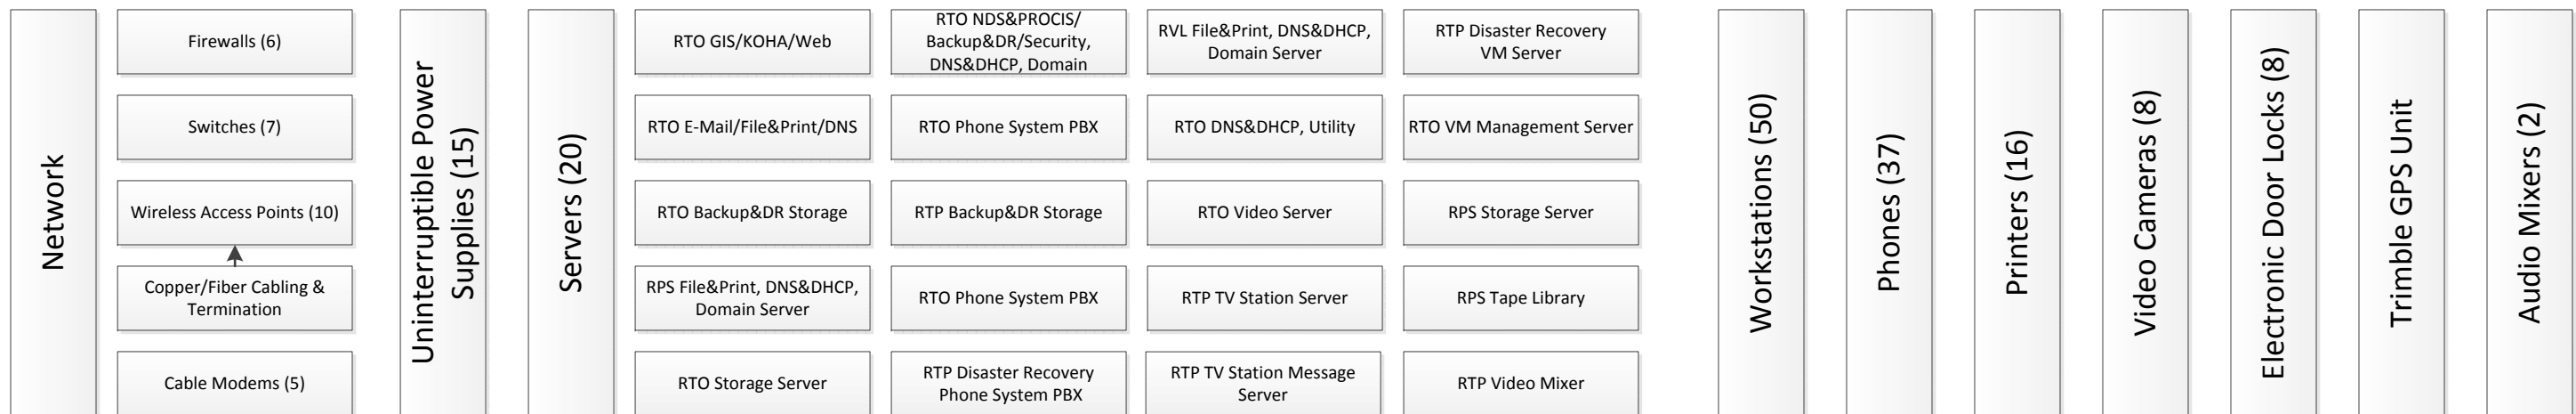 Network
Firewalls (6)
Switches (7)
Wireless Access Points (10)
Copper/Fiber Cabling &
Termination
Cable Modems (5)
Uninterruptible Power
Supplies (15)
Servers (20)
RTO GIS/KOHA/Web
RTO E-Mail/File&Print/DNS
RTO Backup&DR Storage
RPS File&Print, DNS&DHCP,
Domain Server
RTO Storage Server
RTO NDS&PROCIS/
Backup&DR/Security,
DNS&DHCP, Domain
RTO Phone System PBX
RTP Backup&DR Storage
RTO Phone System PBX
RTP Disaster Recovery
Phone System PBX
RVL File&Print, DNS&DHCP,
Domain Server
RTO DNS&DHCP, Utility
RTO Video Server
RTP TV Station Server
RTP TV Station Message
Server
RTP Disaster Recovery
VM Server
RTO VM Management Server
RPS Storage Server
RPS Tape Library
RTP Video Mixer
Workstations (50)
Phones (37)
Printers (16)
Video Cameras (8)
Electronic Door Locks (8)
Trimble GPS Unit
Audio Mixers (2)